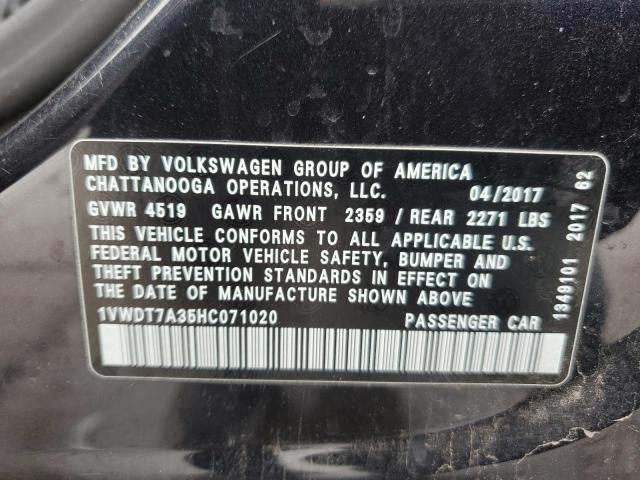 MFD BY VOLKSWAGEN GROUP OF AMERICA
CHATTANOOGA OPERATIONS, LLC. 04/2017
GVWR 4519 GAWR FRONT 2359 / REAR 2271 LBS
THIS VEHICLE CONFORMS TO ALL APPLICABLE U.S.
FEDERAL MOTOR VEHICLE SAFETY, BUMPER AND
THEFT PREVENTION STANDARDS IN EFFECT ON
THE DATE OF MANUFACTURE SHOWN ABOVE
1VWDT7A35HC071020 PASSENGER CAR
1349101 2017 62